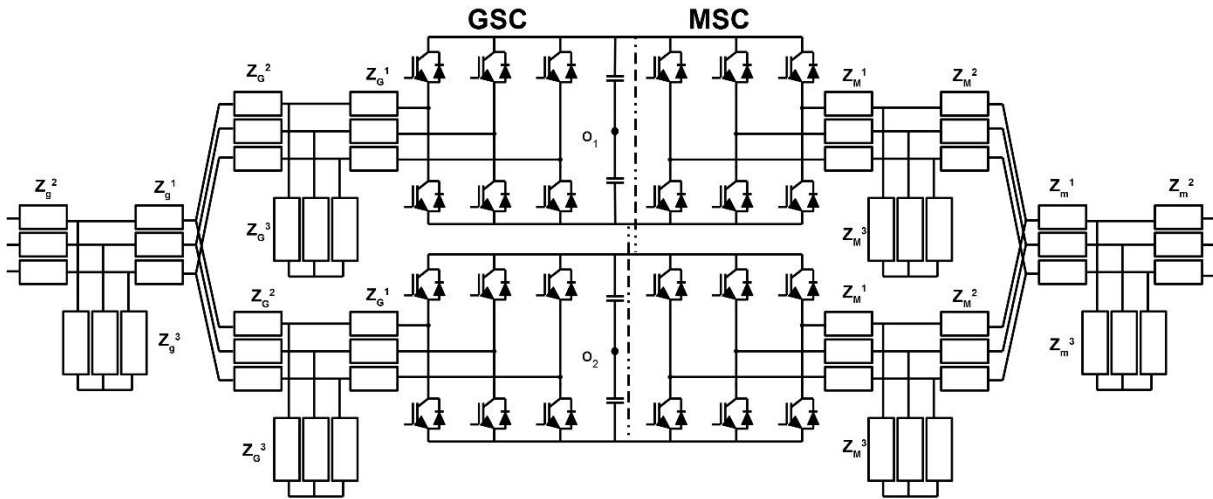 GSC MSC
Z_G^2 Z_G^1 Z_M^1 Z_M^2
O_1
Z_g^2 Z_g^1 Z_G^3 Z_M^3 Z_m^1 Z_m^2
Z_G^2 Z_G^1 Z_M^1 Z_M^2
Z_g^3 O_2 Z_m^3
Z_G^3 Z_M^3